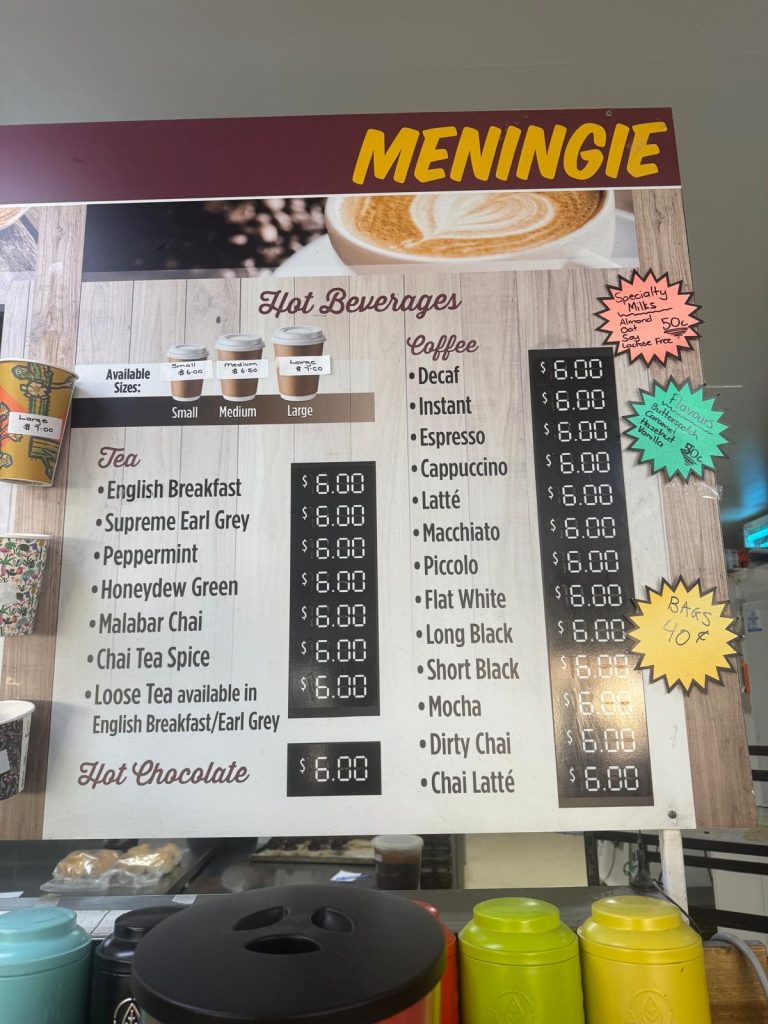 MENINGIE
Hot Beverages
Available
Sizes:
Small
$6.00
Medium
$6.50
Large
$7.00
Small
Medium
Large
Large
$7.00
Tea
• English Breakfast $6.00
• Supreme Earl Grey $6.00
• Peppermint $6.00
• Honeydew Green $6.00
• Malabar Chai $6.00
• Chai Tea Spice $6.00
• Loose Tea available in $6.00
English Breakfast/Earl Grey
Hot Chocolate $6.00
Coffee
• Decaf $6.00
• Instant $6.00
• Espresso $6.00
• Cappuccino $6.00
• Latté $6.00
• Macchiato $6.00
• Piccolo $6.00
• Flat White $6.00
• Long Black $6.00
• Short Black $6.00
• Mocha $6.00
• Dirty Chai $6.00
• Chai Latté $6.00
Specialty
Milks
Almond
Oat 50c
Soy
Lactose Free
Flavours
Butterscotch
Caramel
Hazelnut
Vanilla 50c
BAGS
40¢